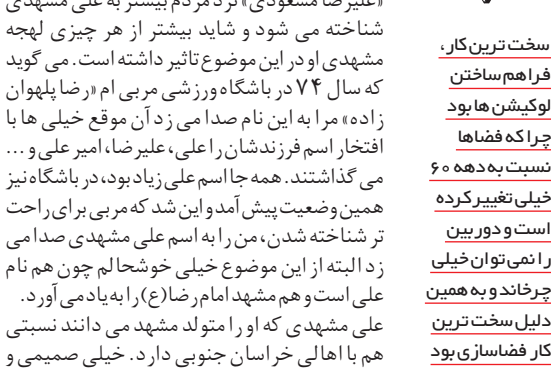 «علیرضا مسعودی» نزد مردم بیشتر به علی مشهدی
شناخته می شود و شاید بیشتر از هر چیزی لهجه
مشهدی او در این موضوع تاثیر داشته است. می گوید
که سال ۷۴ در باشگاه ورزشی مربی ام «رضا پلهوان
زاده» مرا به این نام صدا می زد آن موقع خیلی ها با
افتخار اسم فرزندشان را علی، علیرضا، امیر علی و ...
می گذاشتند. همه جا اسم علی زیاد بود، در باشگاه نیز
همین وضعیت پیش آمد و این شد که مربی برای راحت
تر شناخته شدن، من را به اسم علی مشهدی صدا می
زد البته از این موضوع خیلی خوشحالم چون هم نام
علی است و هم مشهد امام رضا(ع) را به یاد می آورد.
علی مشهدی که او را متولد مشهد می دانند نسبتی
هم با اهالی خراسان جنوبی دارد. خیلی صمیمی و
سخت ترین کار،
فراهم ساختن
لوکیشن ها بود
چرا که فضاها
نسبت به دهه ۶۰
خیلی تغییر کرده
است و دوربین
را نمی توان خیلی
چرخاند و به همین
دلیل سخت ترین
کار فضاسازی بود